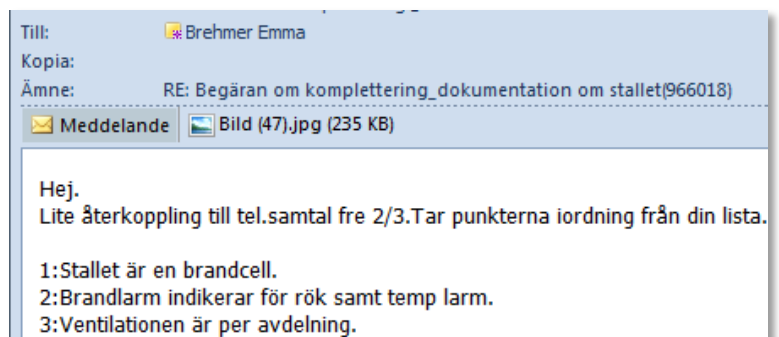 Till: Brehmer Emma
Kopia:
Ämne: RE: Begäran om komplettering_dokumentation om stallet(966018)
Meddelande Bild (47).jpg (235 KB)
Hej.
Lite återkoppling till tel.samtal fre 2/3.Tar punkterna iordning från din lista.
1:Stallet är en brandcell.
2:Brandlarm indikerar för rök samt temp larm.
3:Ventilationen är per avdelning.